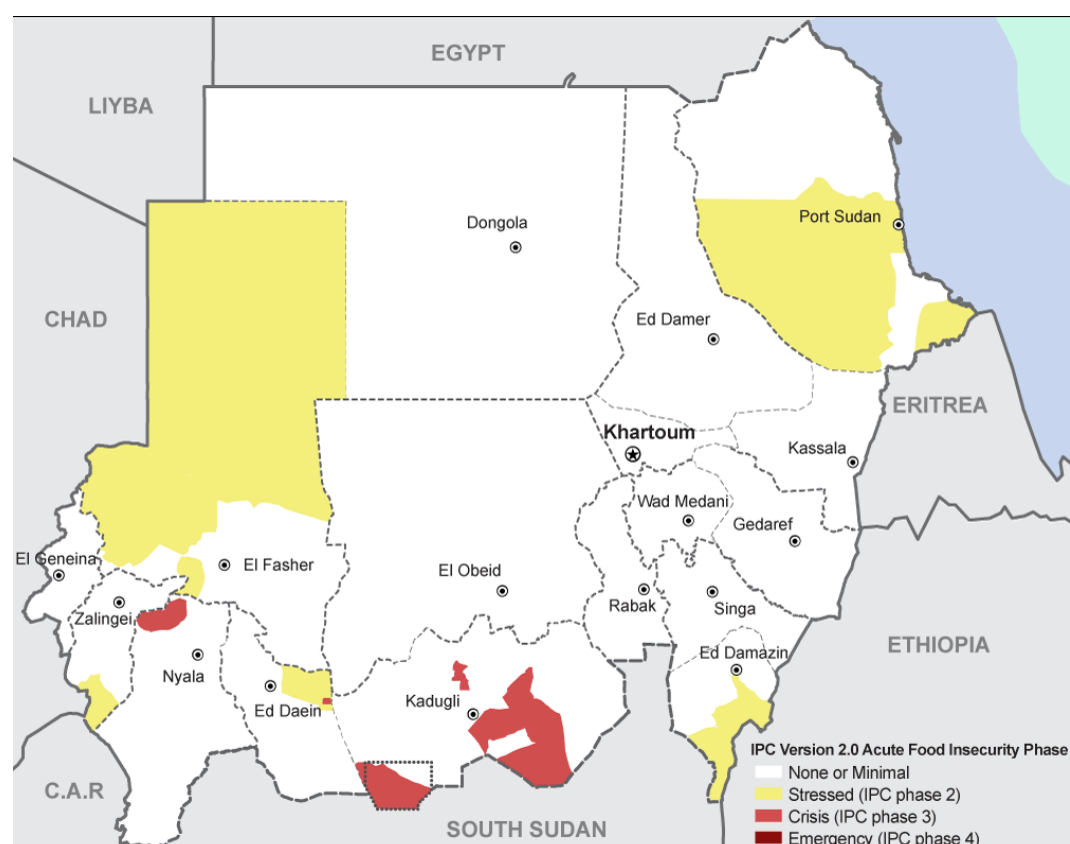 EGYPT
LIYBA
Port Sudan
Dongola
CHAD
Ed Damer
ERITREA
Khartoum
Kassala
Wad Medani
Gedaref
El Geneina
El Fasher
El Obeid
Rabak
Singa
Zalingei
ETHIOPIA
Ed Damazin
Nyala
Kadugli
Ed Daein
IPC Version 2.0 Acute Food Insecurity Phase
None or Minimal
C.A.R
Stressed (IPC phase 2)
Crisis (IPC phase 3)
SOUTH SUDAN
Emergency (IPC phase 4)